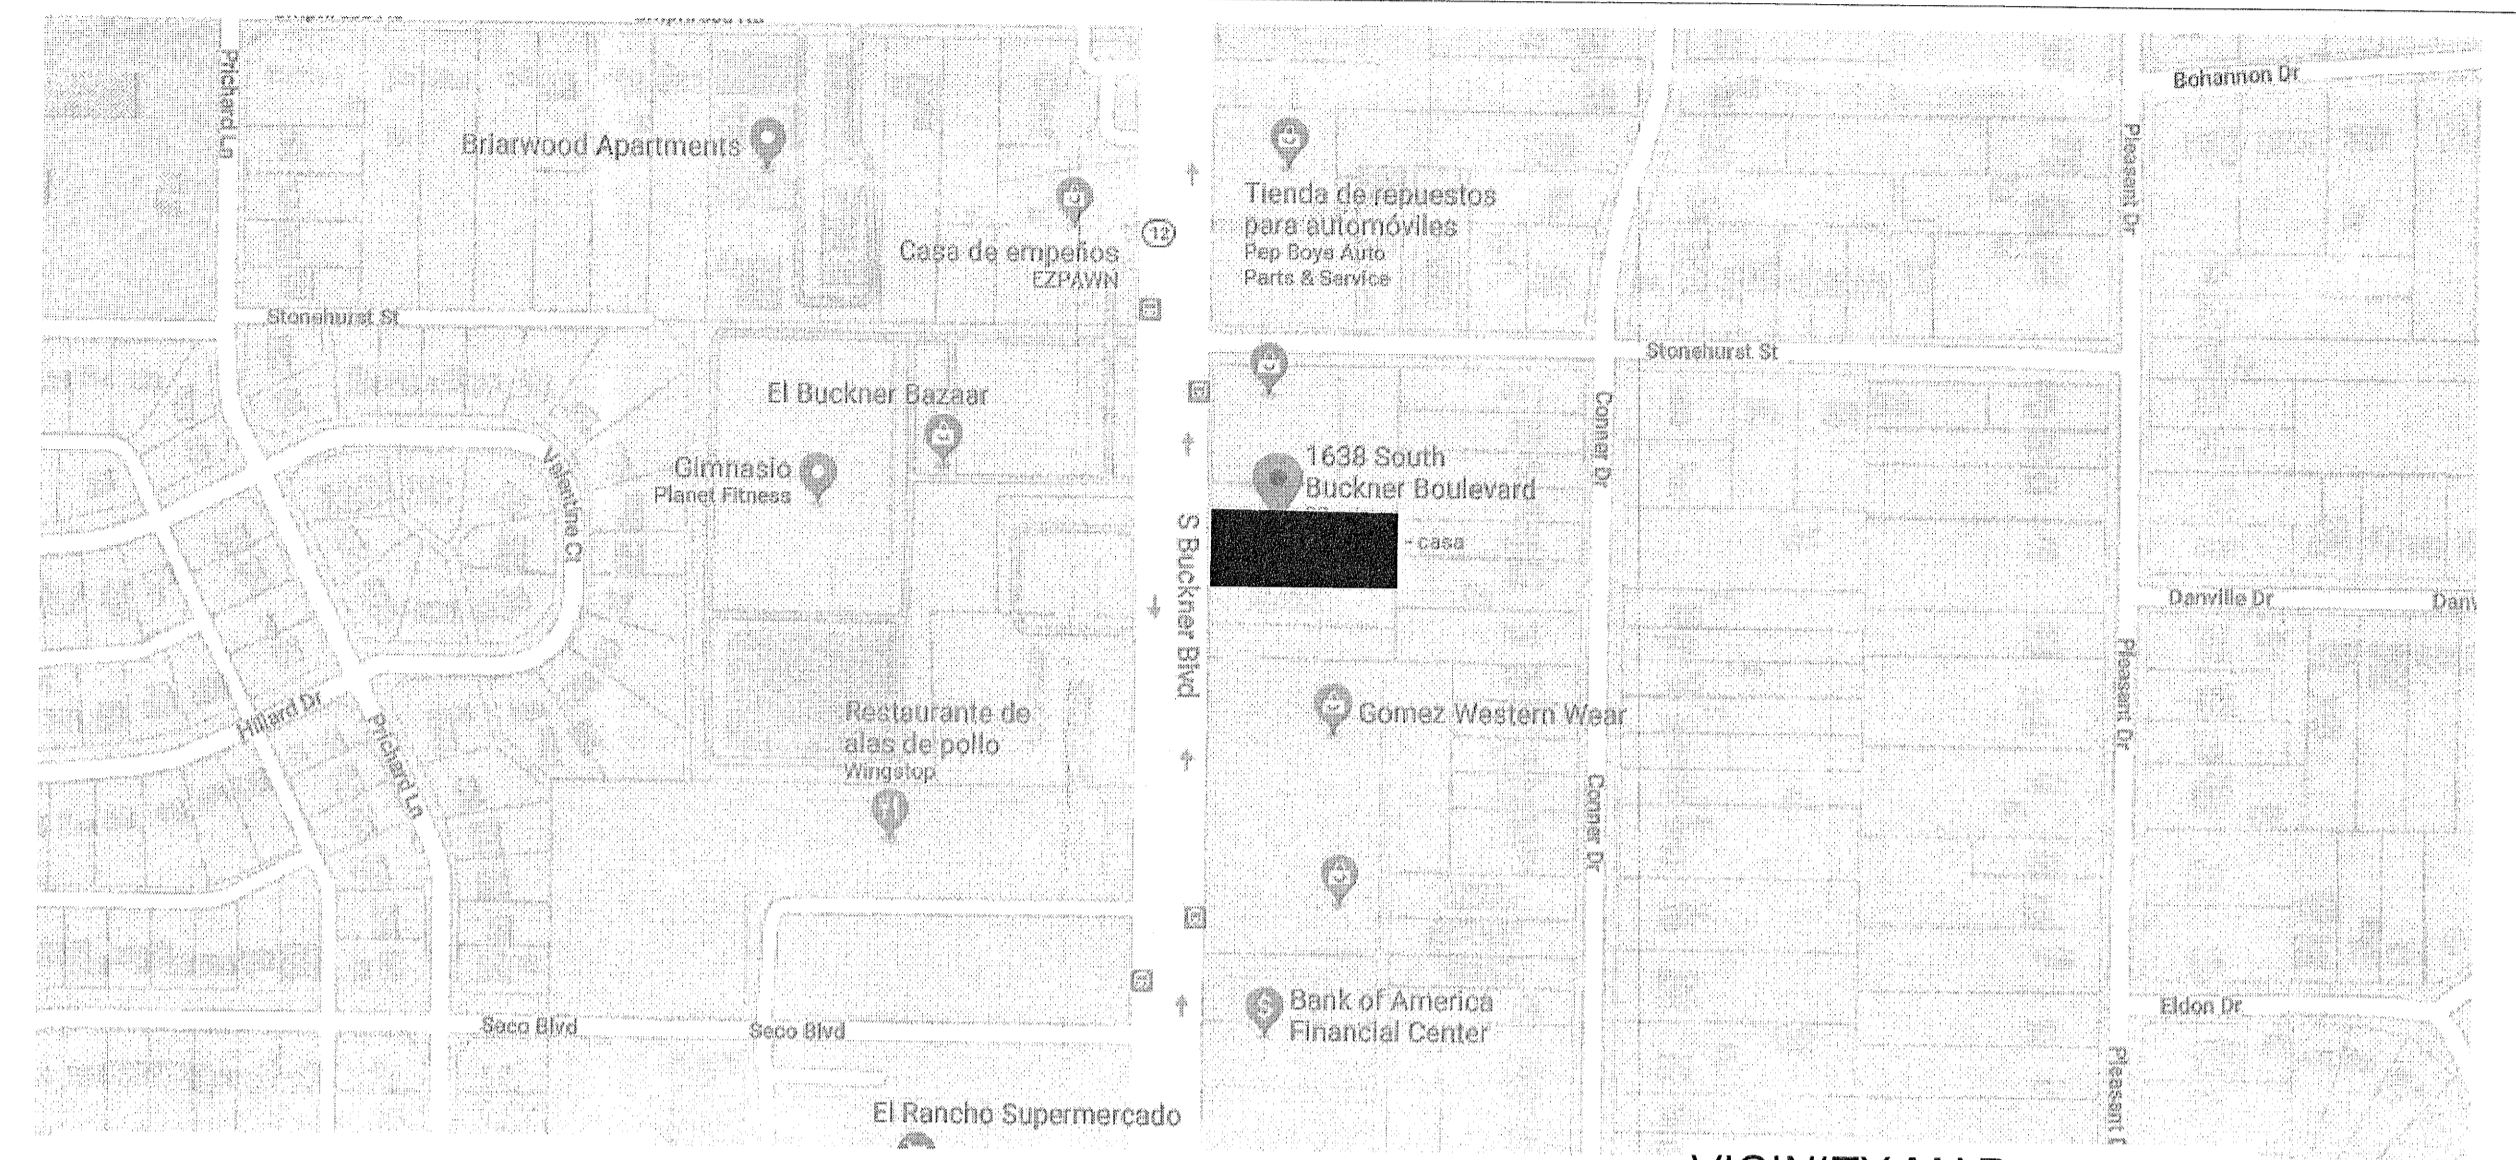 Prichard Ln
Bohannon Dr
Briarwood Apartments
Pleasant Dr
Tienda de repuestos
para automóviles
Pep Boys Auto
Parts & Service
12
Casa de empeños
EZPAWN
Stonehurst St
Stonehurst St
El Buckner Bazaar
Conner Dr
Gimnasio
Planet Fitness
1638 South
Buckner Boulevard
Valentine Ct
- casa
S Buckner Blvd
Danville Dr
Danv
Pleasant Dr
Hillard Dr
Prichard Ln
Restaurante de
alas de pollo
Wingstop
Gomez Western Wear
Conner Dr
Bank of America
Financial Center
Eldon Dr
Seco Blvd
Seco Blvd
Pleasant D
El Rancho Supermercado
VICINITY MAP